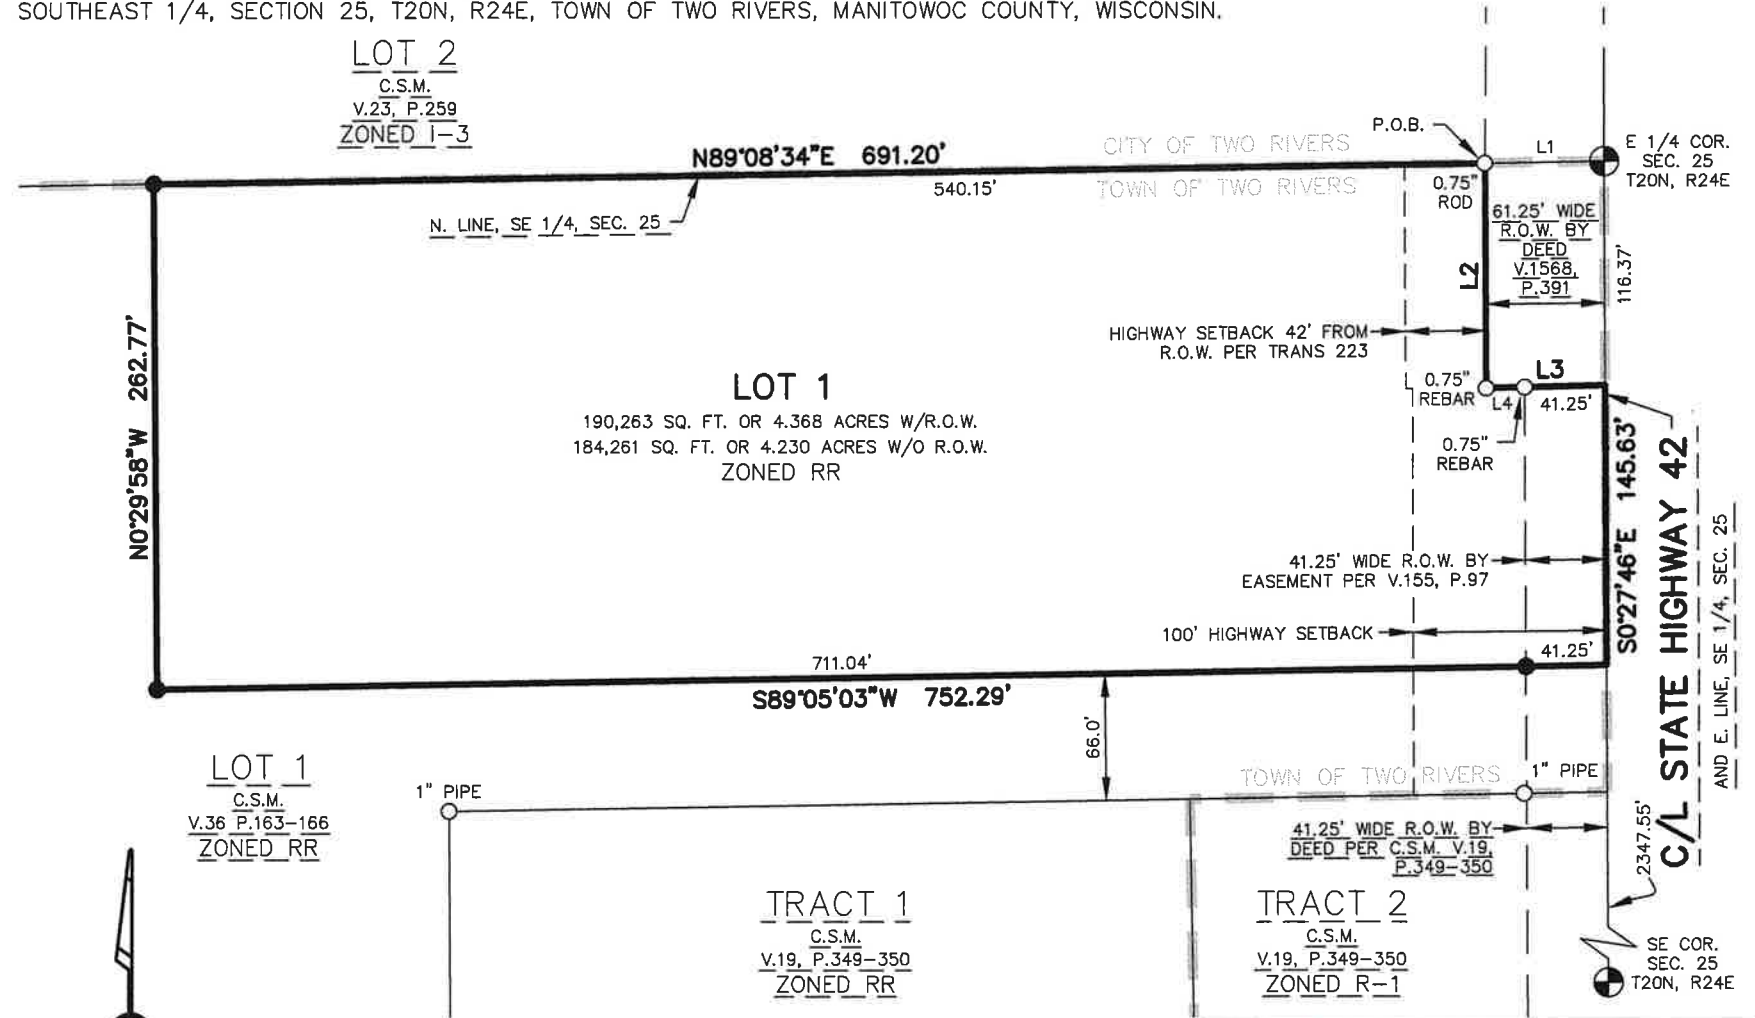 SOUTHEAST 1/4, SECTION 25, T20N, R24E, TOWN OF TWO RIVERS, MANITOWOC COUNTY, WISCONSIN.
LOT 2
C.S.M.
V.23, P.259
ZONED I-3
N89°08'34"E 691.20'
540.15'
N. LINE, SE 1/4, SEC. 25
CITY OF TWO RIVERS
TOWN OF TWO RIVERS
P.O.B.
L1
E 1/4 COR.
SEC. 25
T20N, R24E
0.75"
ROD
61.25' WIDE
R.O.W. BY
DEED
V.1568,
P.391
116.37'
L2
HIGHWAY SETBACK 42' FROM
R.O.W. PER TRANS 223
L3
0.75"
REBAR
L4
41.25'
0.75"
REBAR
N0°29'58"W 262.77'
LOT 1
190,263 SQ. FT. OR 4.368 ACRES W/R.O.W.
184,261 SQ. FT. OR 4.230 ACRES W/O R.O.W.
ZONED RR
S0°27'46"E 145.63'
C/L STATE HIGHWAY 42
AND E. LINE, SE 1/4, SEC. 25
41.25' WIDE R.O.W. BY
EASEMENT PER V.155, P.97
100' HIGHWAY SETBACK
41.25'
711.04'
S89°05'03"W 752.29'
66.0'
LOT 1
C.S.M.
V.36 P.163-166
ZONED RR
1" PIPE
TOWN OF TWO RIVERS
1" PIPE
41.25' WIDE R.O.W. BY
DEED PER C.S.M. V.19,
P.349-350
2347.55'
TRACT 1
C.S.M.
V.19, P.349-350
ZONED RR
TRACT 2
C.S.M.
V.19, P.349-350
ZONED R-1
SE COR.
SEC. 25
T20N, R24E